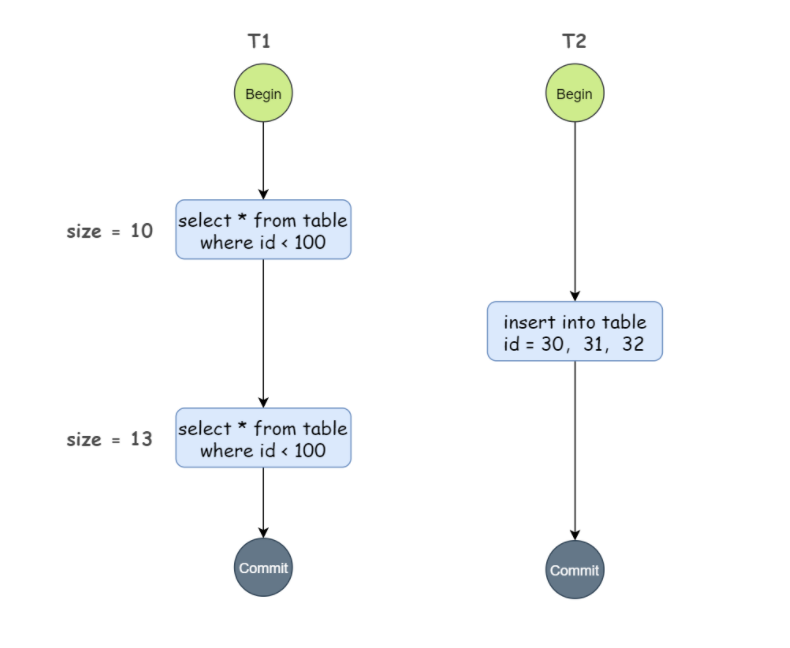 T1
T2
Begin
Begin
select * from table
where id < 100
size = 10
insert into table
id = 30, 31, 32
select * from table
where id < 100
size = 13
Commit
Commit